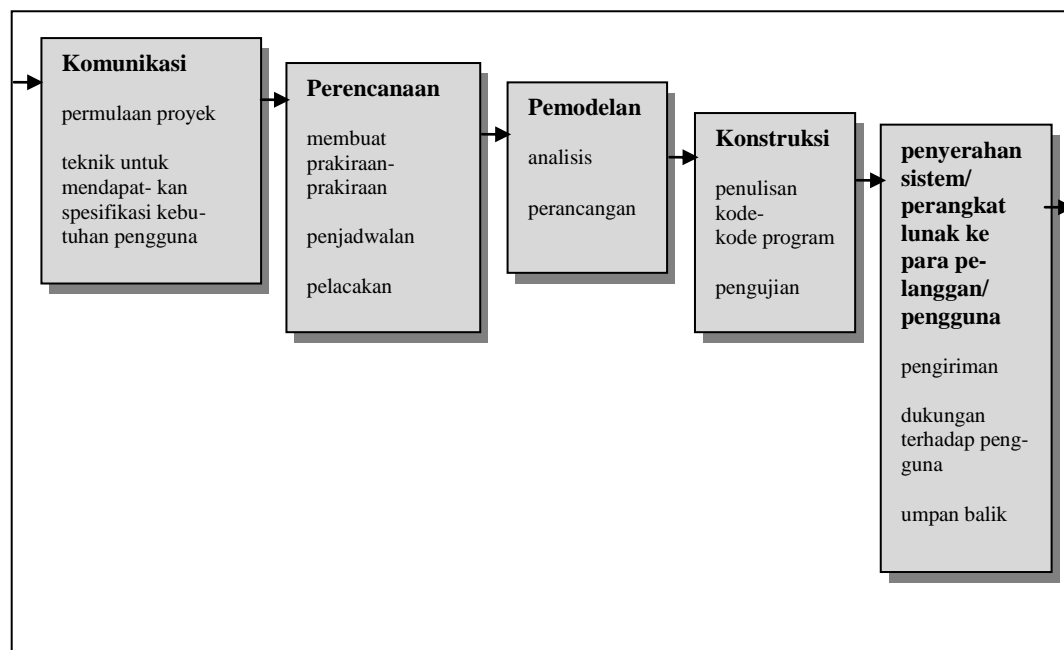 Komunikasi
permulaan proyek
teknik untuk
mendapat- kan
spesifikasi kebu-
tuhan pengguna
Perencanaan
membuat
prakiraan-
prakiraan
penjadwalan
pelacakan
Pemodelan
analisis
perancangan
Konstruksi
penulisan
kode-
kode program
pengujian
penyerahan
sistem/
perangkat
lunak ke
para pe-
langgan/
pengguna
pengiriman
dukungan
terhadap peng-
guna
umpan balik